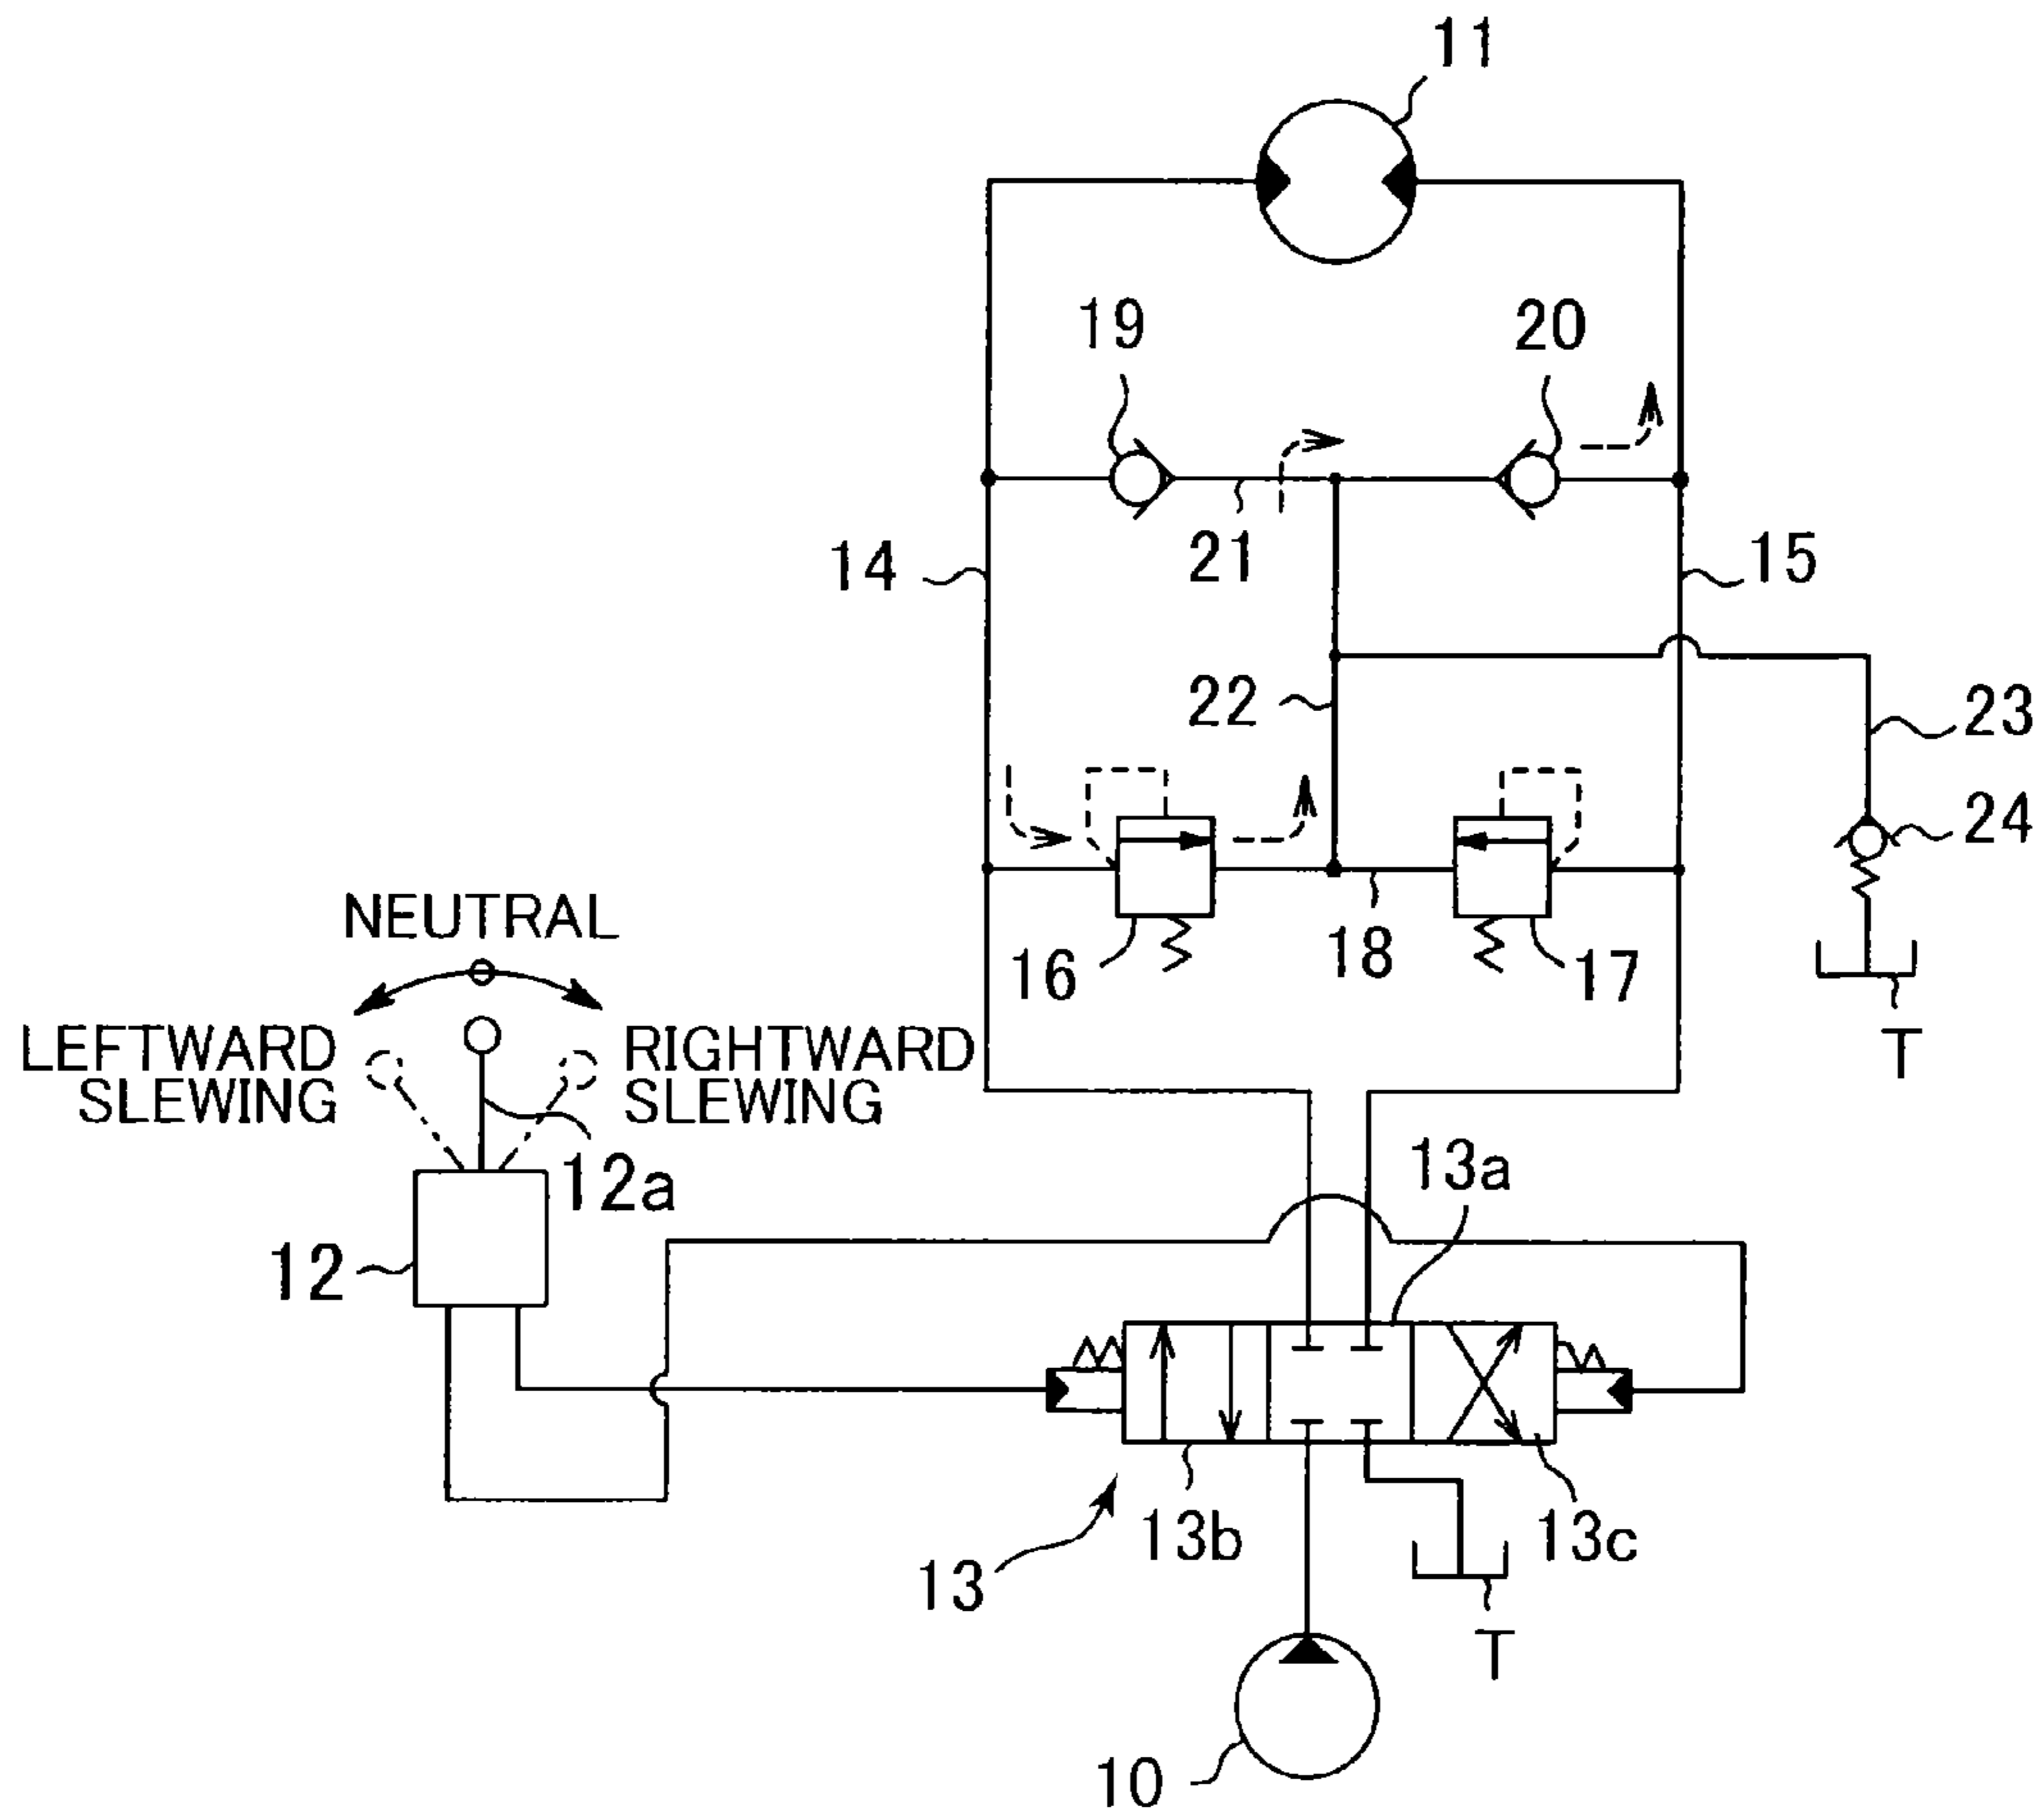 11
19
20
14
21
15
22
23
24
NEUTRAL
16
18
17
LEFTWARD
SLEWING
RIGHTWARD
SLEWING
T
12a
13a
12
13
13b
13c
T
10